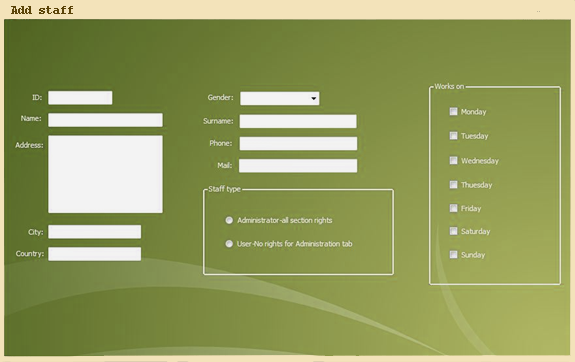 Add staff
ID:
Name:
Address:
City:
Country:
Gender:
Surname:
Phone:
Mail:
Staff type
Administrator-all section rights
User-No rights for Administration tab
Works on
Monday
Tuesday
Wednesday
Thuesday
Friday
Saturday
Sunday